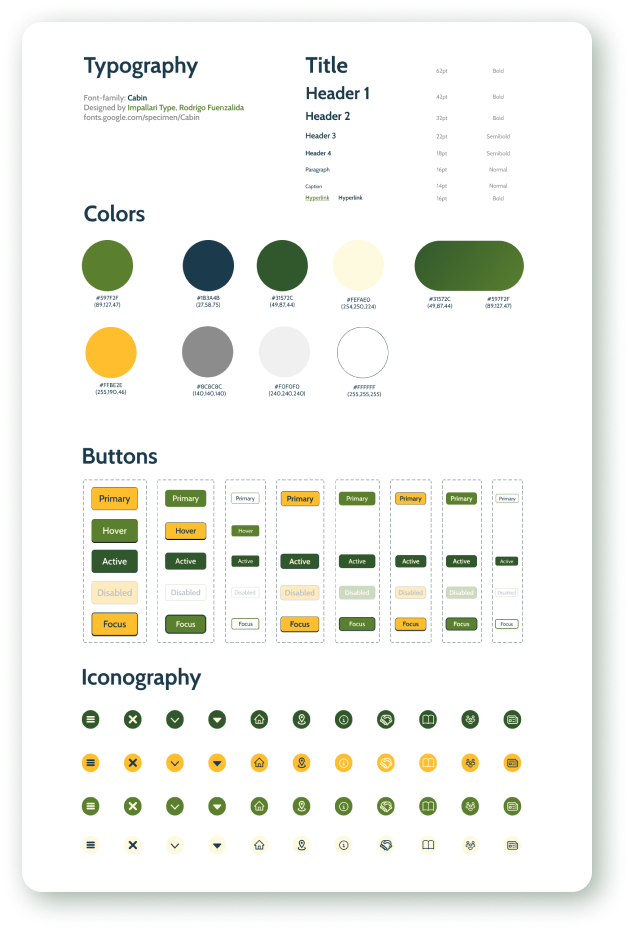 Typography
Font-family: Cabin
Designed by Impallari Type, Rodrigo Fuenzalida
fonts.google.com/specimen/Cabin
Title 62pt Bold
Header 1 42pt Bold
Header 2 32pt Bold
Header 3 22pt Semibold
Header 4 18pt Semibold
Paragraph 16pt Normal
Caption 14pt Normal
Hyperlink Hyperlink 16pt Bold
Colors
#597F2F #1B3A4B #31572C #FEFAE0 #31572C #597F2F
(89,127,47) (27,58,75) (49,87,44) (254,250,224) (49,87,44) (89,127,47)
#FFBE2E #8C8C8C #F0F0F0 #FFFFFF
(255,190,46) (140,140,140) (240,240,240) (255,255,255)
Buttons
Primary Primary Primary Primary Primary Primary Primary Primary
Hover Hover Hover
Active Active Active Active Active Active Active Active
Disabled Disabled Disabled Disabled Disabled Disabled Disabled Disabled
Focus Focus Focus Focus Focus Focus Focus Focus
Iconography